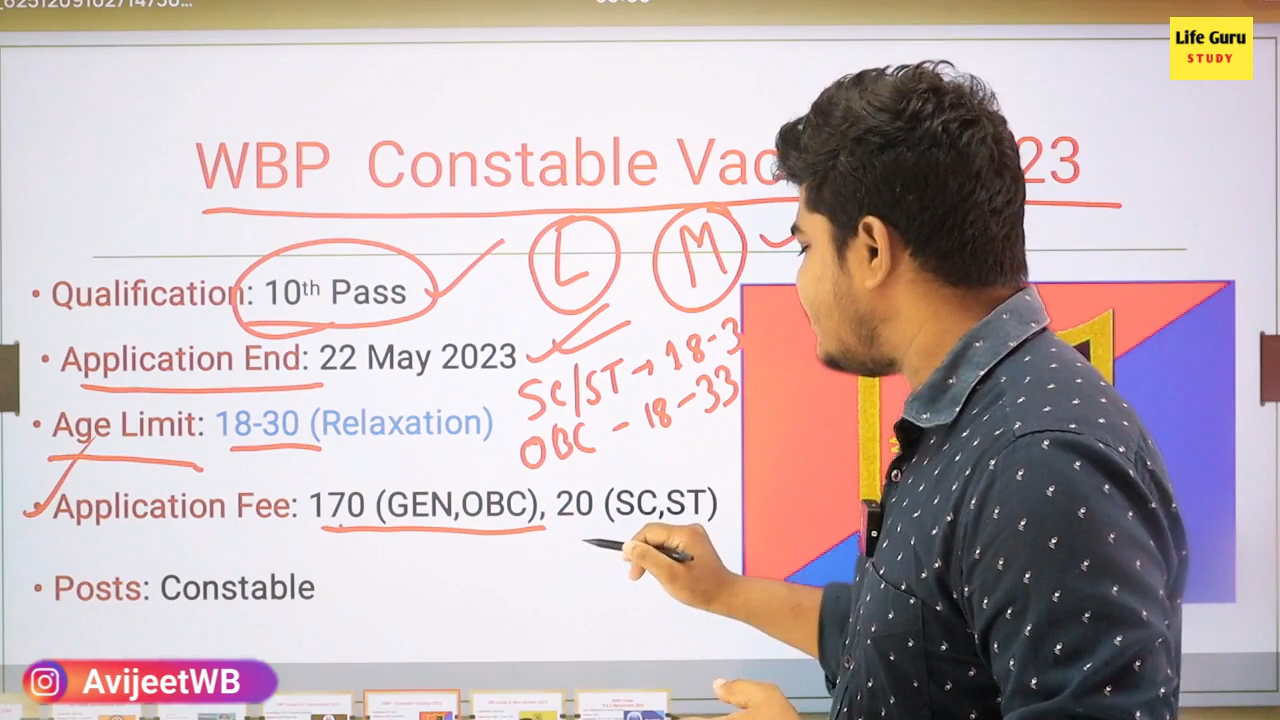 Life Guru
STUDY
WBP Constable 23
L M
Qualification: 10th Pass
Application End: 22 May 2023
SC/ST → 18-3
Age Limit: 18-30 (Relaxation)
OBC - 18-33
Application Fee: 170 (GEN,OBC), 20 (SC,ST)
Posts: Constable
AvijeetWB